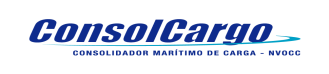 ConsolCargo
CONSOLIDADOR MARÍTIMO DE CARGA - NVOCC